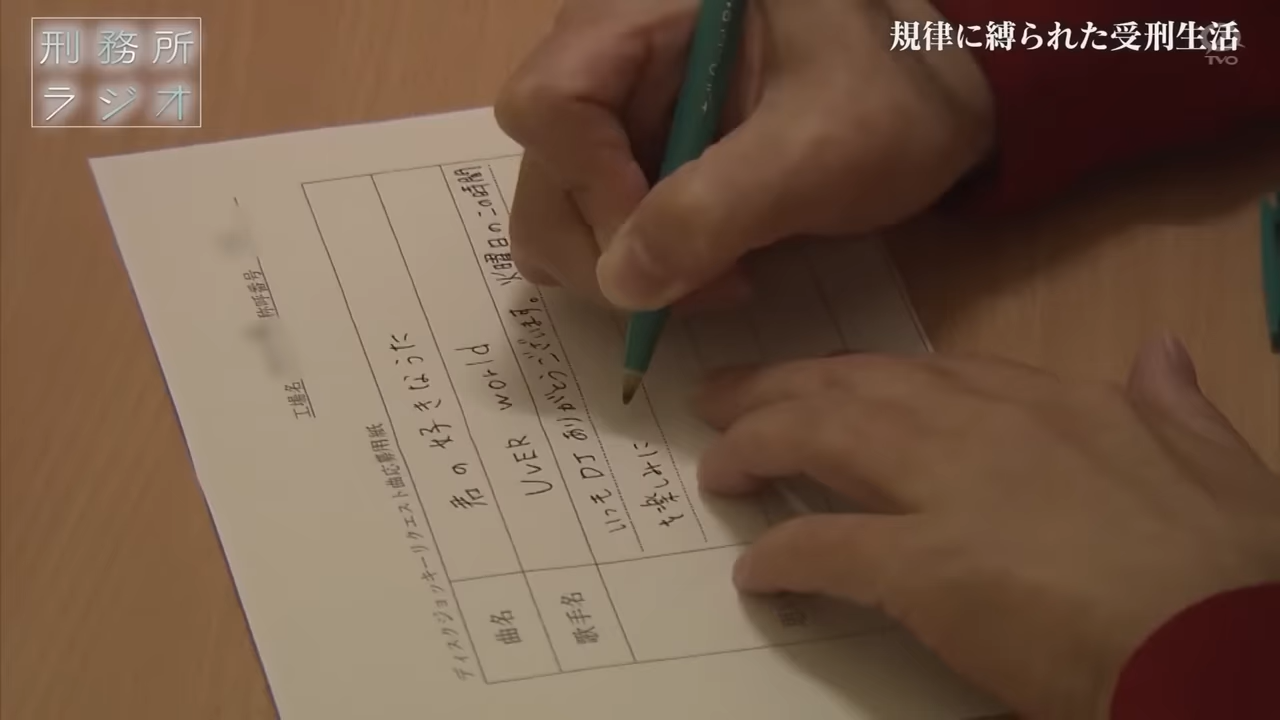 刑務所
ラジオ
規律に縛られた受刑生活
TVO
工場名
称呼番号
ディスクジョッキーリクエスト曲応募用紙
曲名
君の好きなうた
歌手名
UVER world
いつもDJありがとうございます。火曜日のこの時間
を楽しみに